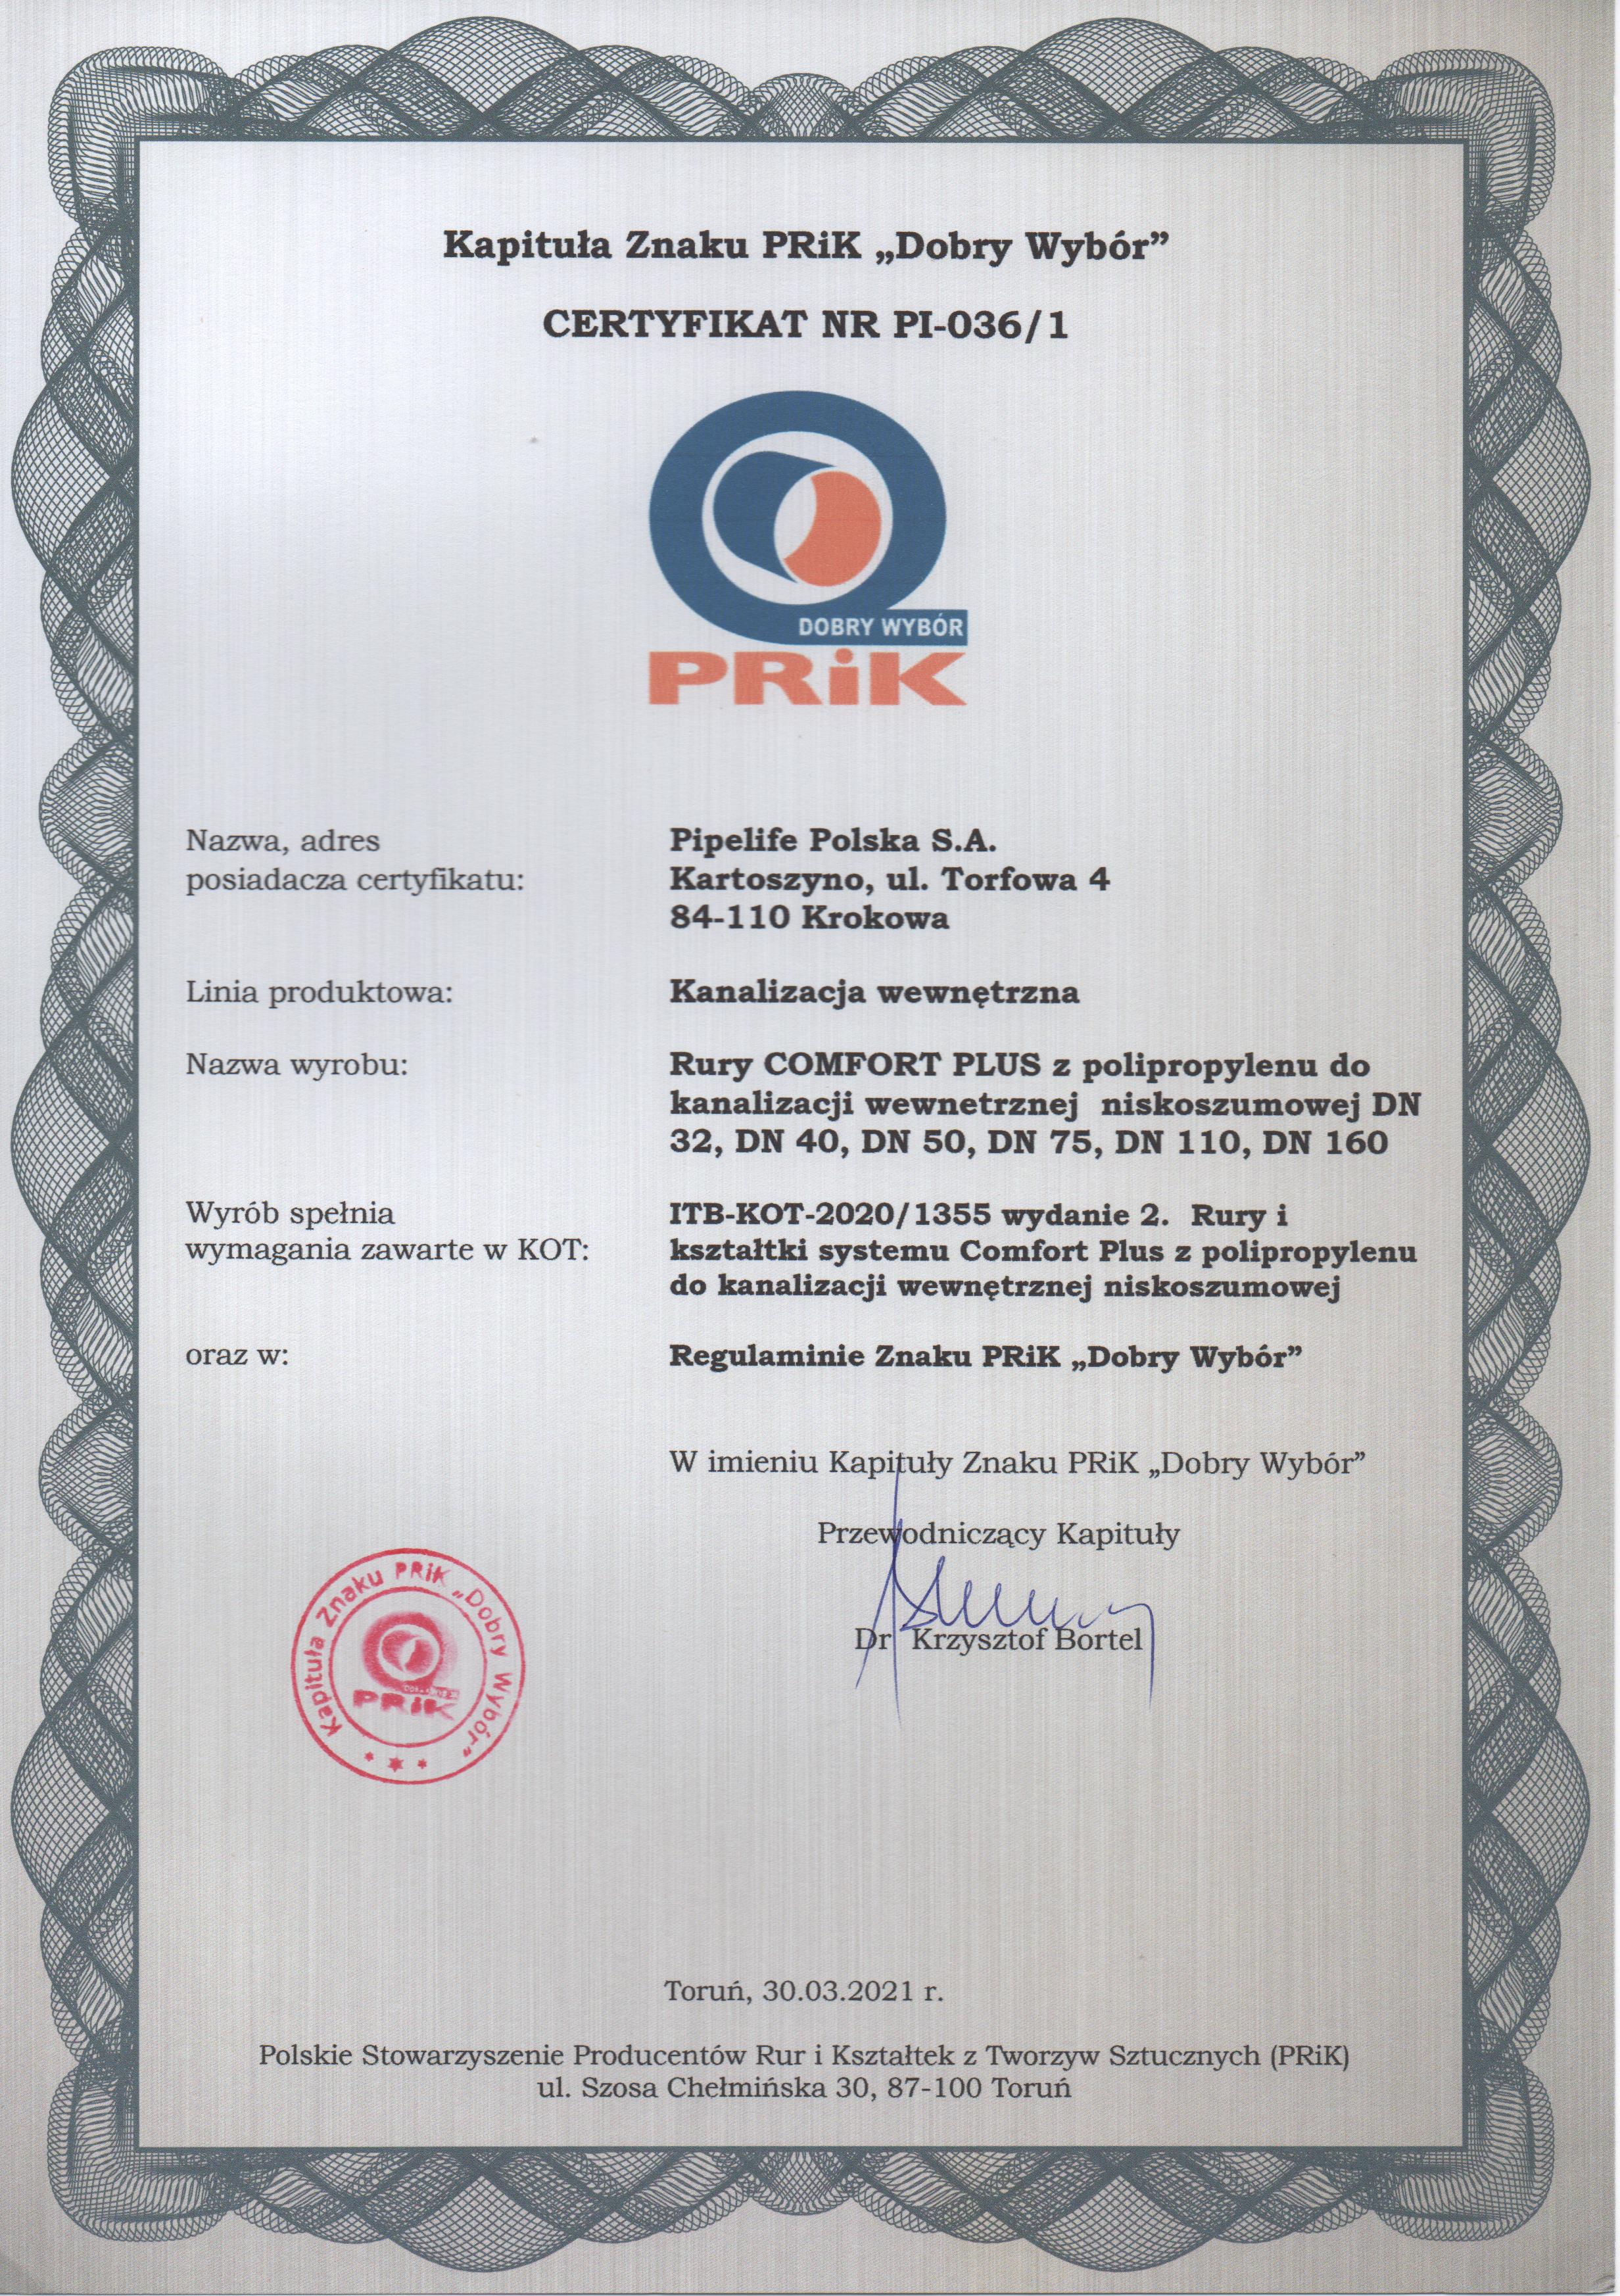 Kapituła Znaku PRiK „Dobry Wybór”
CERTYFIKAT NR PI-036/1
DOBRY WYBÓR
PRiK
Nazwa, adres
posiadacza certyfikatu:
Pipelife Polska S.A.
Kartoszyno, ul. Torfowa 4
84-110 Krokowa
Linia produktowa:
Kanalizacja wewnętrzna
Nazwa wyrobu:
Rury COMFORT PLUS z polipropylenu do
kanalizacji wewnetrznej niskoszumowej DN
32, DN 40, DN 50, DN 75, DN 110, DN 160
Wyrób spełnia
wymagania zawarte w KOT:
ITB-KOT-2020/1355 wydanie 2. Rury i
kształtki systemu Comfort Plus z polipropylenu
do kanalizacji wewnętrznej niskoszumowej
oraz w:
Regulaminie Znaku PRiK „Dobry Wybór”
W imieniu Kapituły Znaku PRiK „Dobry Wybór”
Przewodniczący Kapituły
Dr Krzysztof Bortel
Kapituła Znaku PRiK „Dobry Wybór”
PRiK
Toruń, 30.03.2021 r.
Polskie Stowarzyszenie Producentów Rur i Kształtek z Tworzyw Sztucznych (PRiK)
ul. Szosa Chełmińska 30, 87-100 Toruń